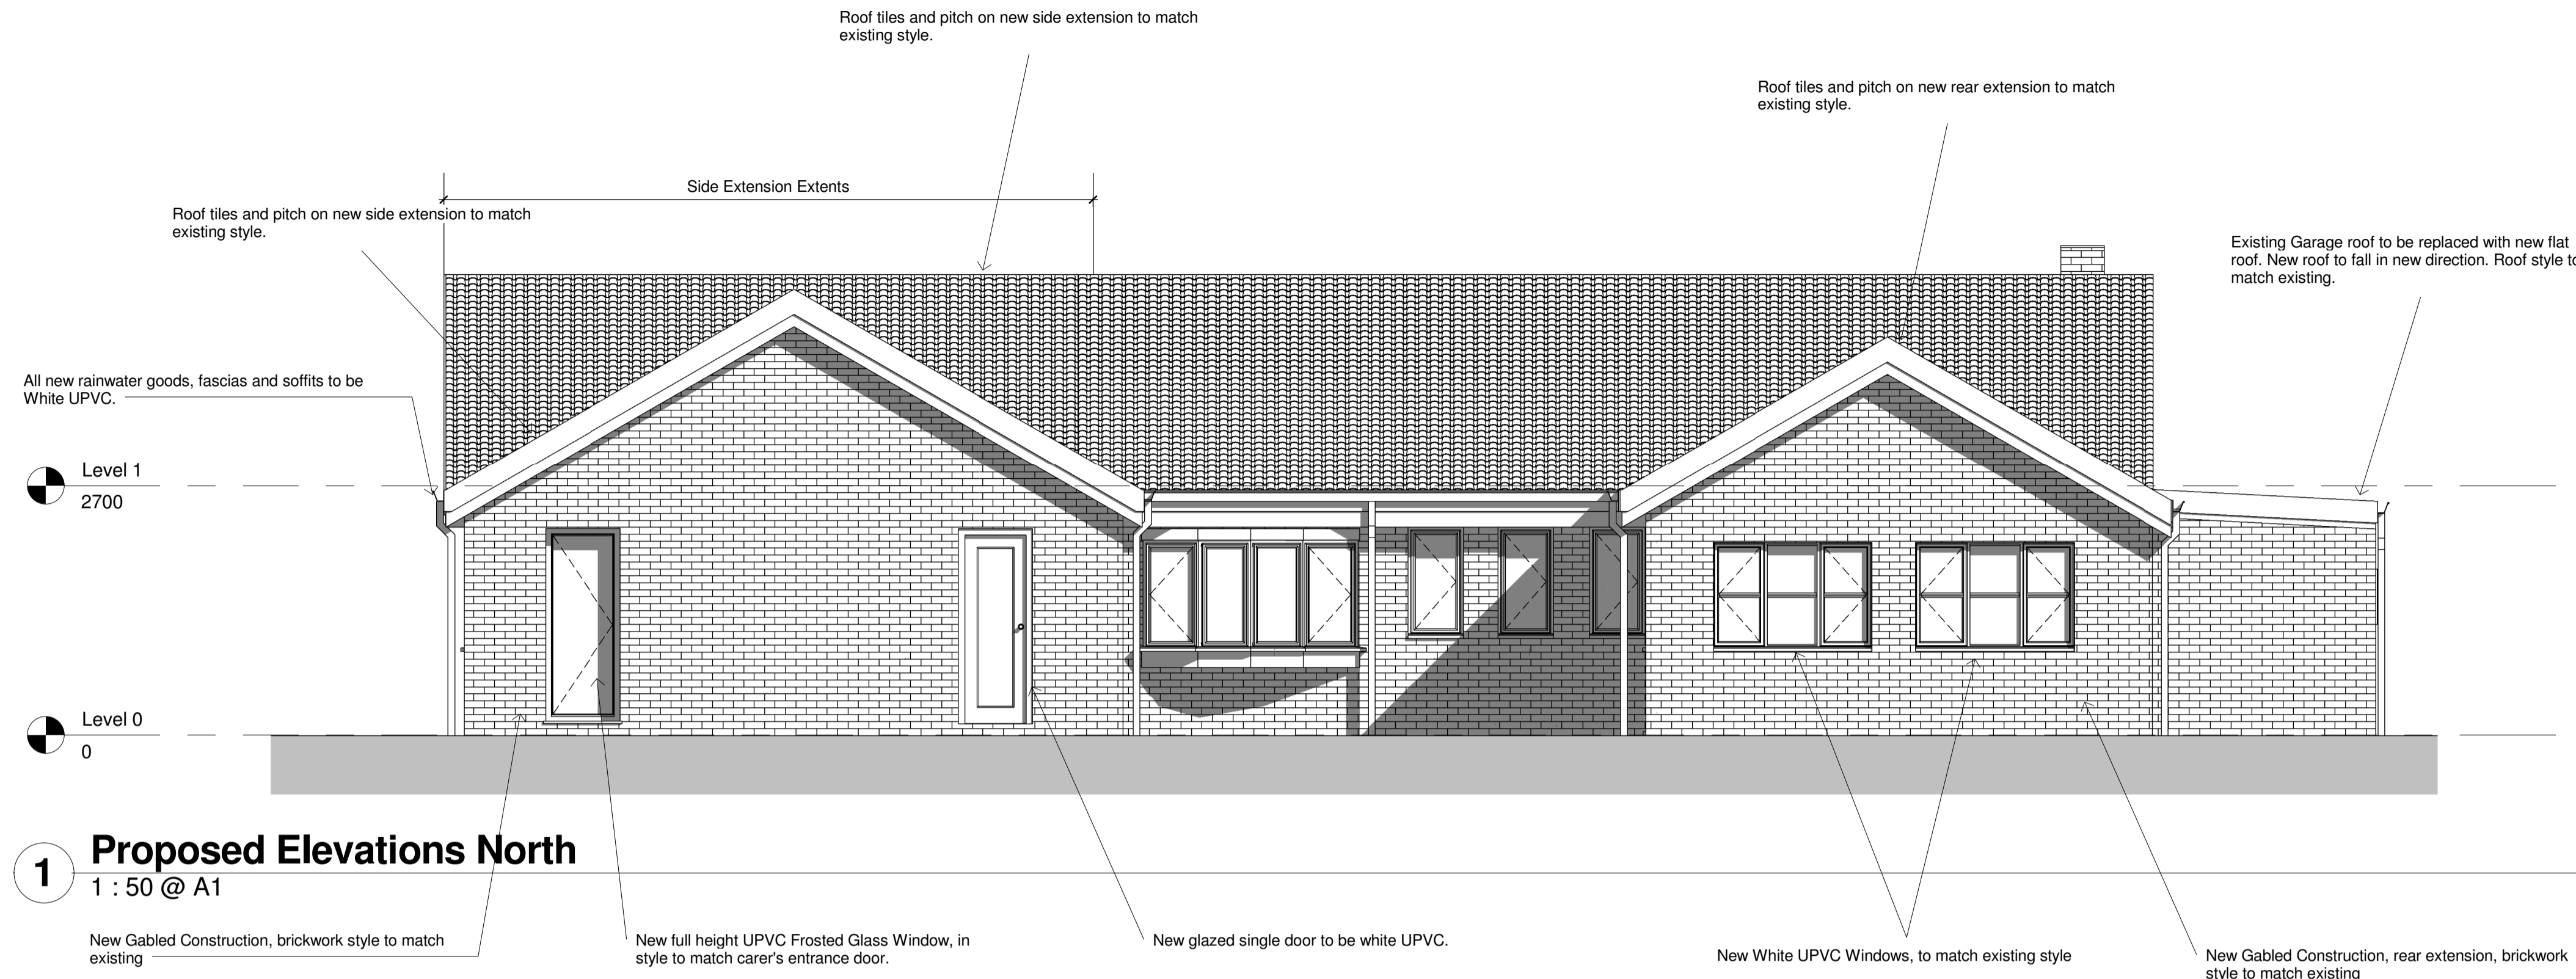 Roof tiles and pitch on new side extension to match
existing style.
Roof tiles and pitch on new rear extension to match
existing style.
Side Extension Extents
Roof tiles and pitch on new side extension to match
existing style.
Existing Garage roof to be replaced with new flat
roof. New roof to fall in new direction. Roof style to
match existing.
All new rainwater goods, fascias and soffits to be
White UPVC.
Level 1
2700
Level 0
0
1
Proposed Elevations North
1 : 50 @ A1
New Gabled Construction, brickwork style to match
existing
New full height UPVC Frosted Glass Window, in
style to match carer's entrance door.
New glazed single door to be white UPVC.
New White UPVC Windows, to match existing style
New Gabled Construction, rear extension, brickwork
style to match existing